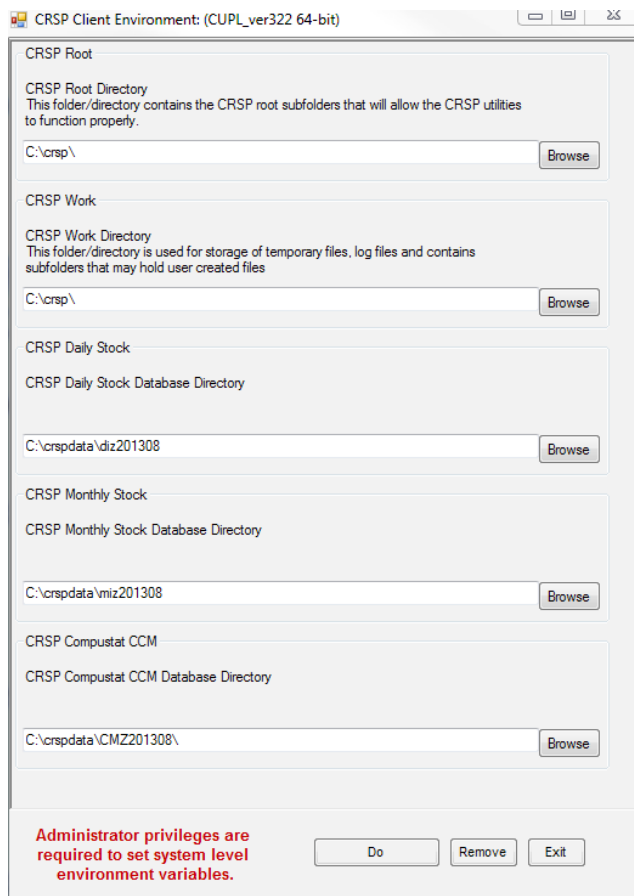 CRSP Client Environment: (CUPL_ver322 64-bit)
CRSP Root
CRSP Root Directory
This folder/directory contains the CRSP root subfolders that will allow the CRSP utilities
to function properly.
C:\crsp\
Browse
CRSP Work
CRSP Work Directory
This folder/directory is used for storage of temporary files, log files and contains
subfolders that may hold user created files
C:\crsp\
Browse
CRSP Daily Stock
CRSP Daily Stock Database Directory
C:\crspdata\diz201308
Browse
CRSP Monthly Stock
CRSP Monthly Stock Database Directory
C:\crspdata\miz201308
Browse
CRSP Compustat CCM
CRSP Compustat CCM Database Directory
C:\crspdata\CMZ201308\
Browse
Administrator privileges are
required to set system level
environment variables.
Do
Remove
Exit